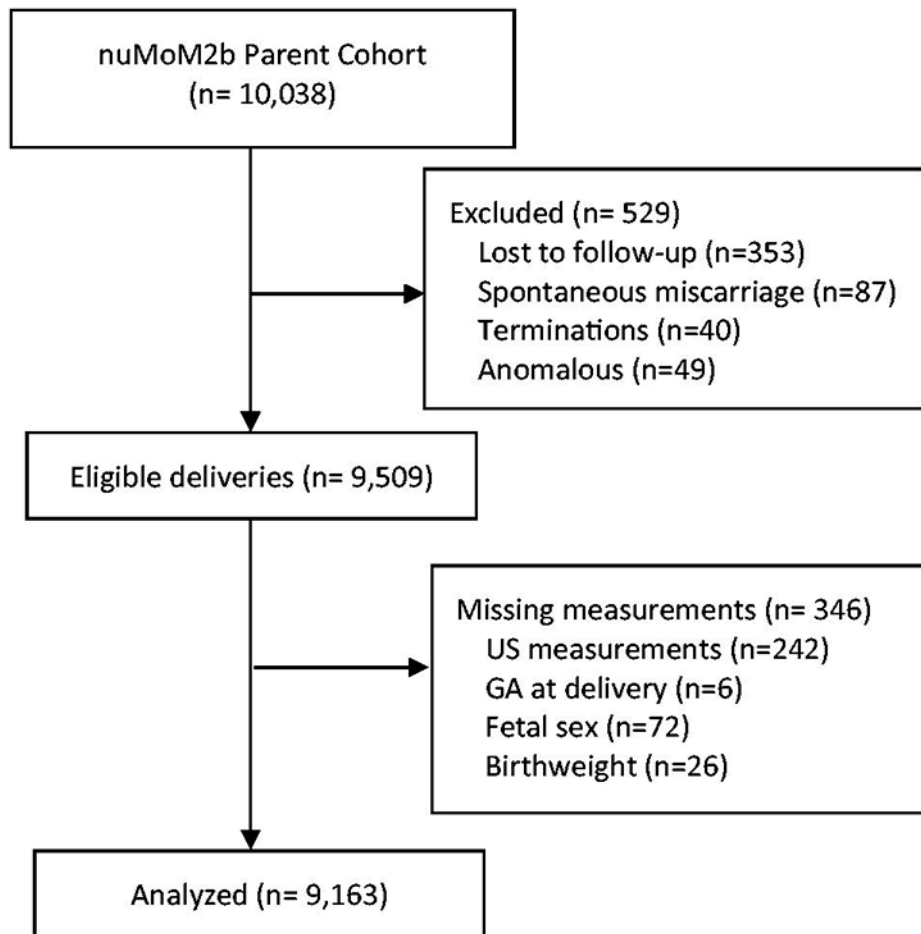 nuMoM2b Parent Cohort
(n= 10,038)
Excluded (n= 529)
Lost to follow-up (n=353)
Spontaneous miscarriage (n=87)
Terminations (n=40)
Anomalous (n=49)
Eligible deliveries (n= 9,509)
Missing measurements (n= 346)
US measurements (n=242)
GA at delivery (n=6)
Fetal sex (n=72)
Birthweight (n=26)
Analyzed (n= 9,163)